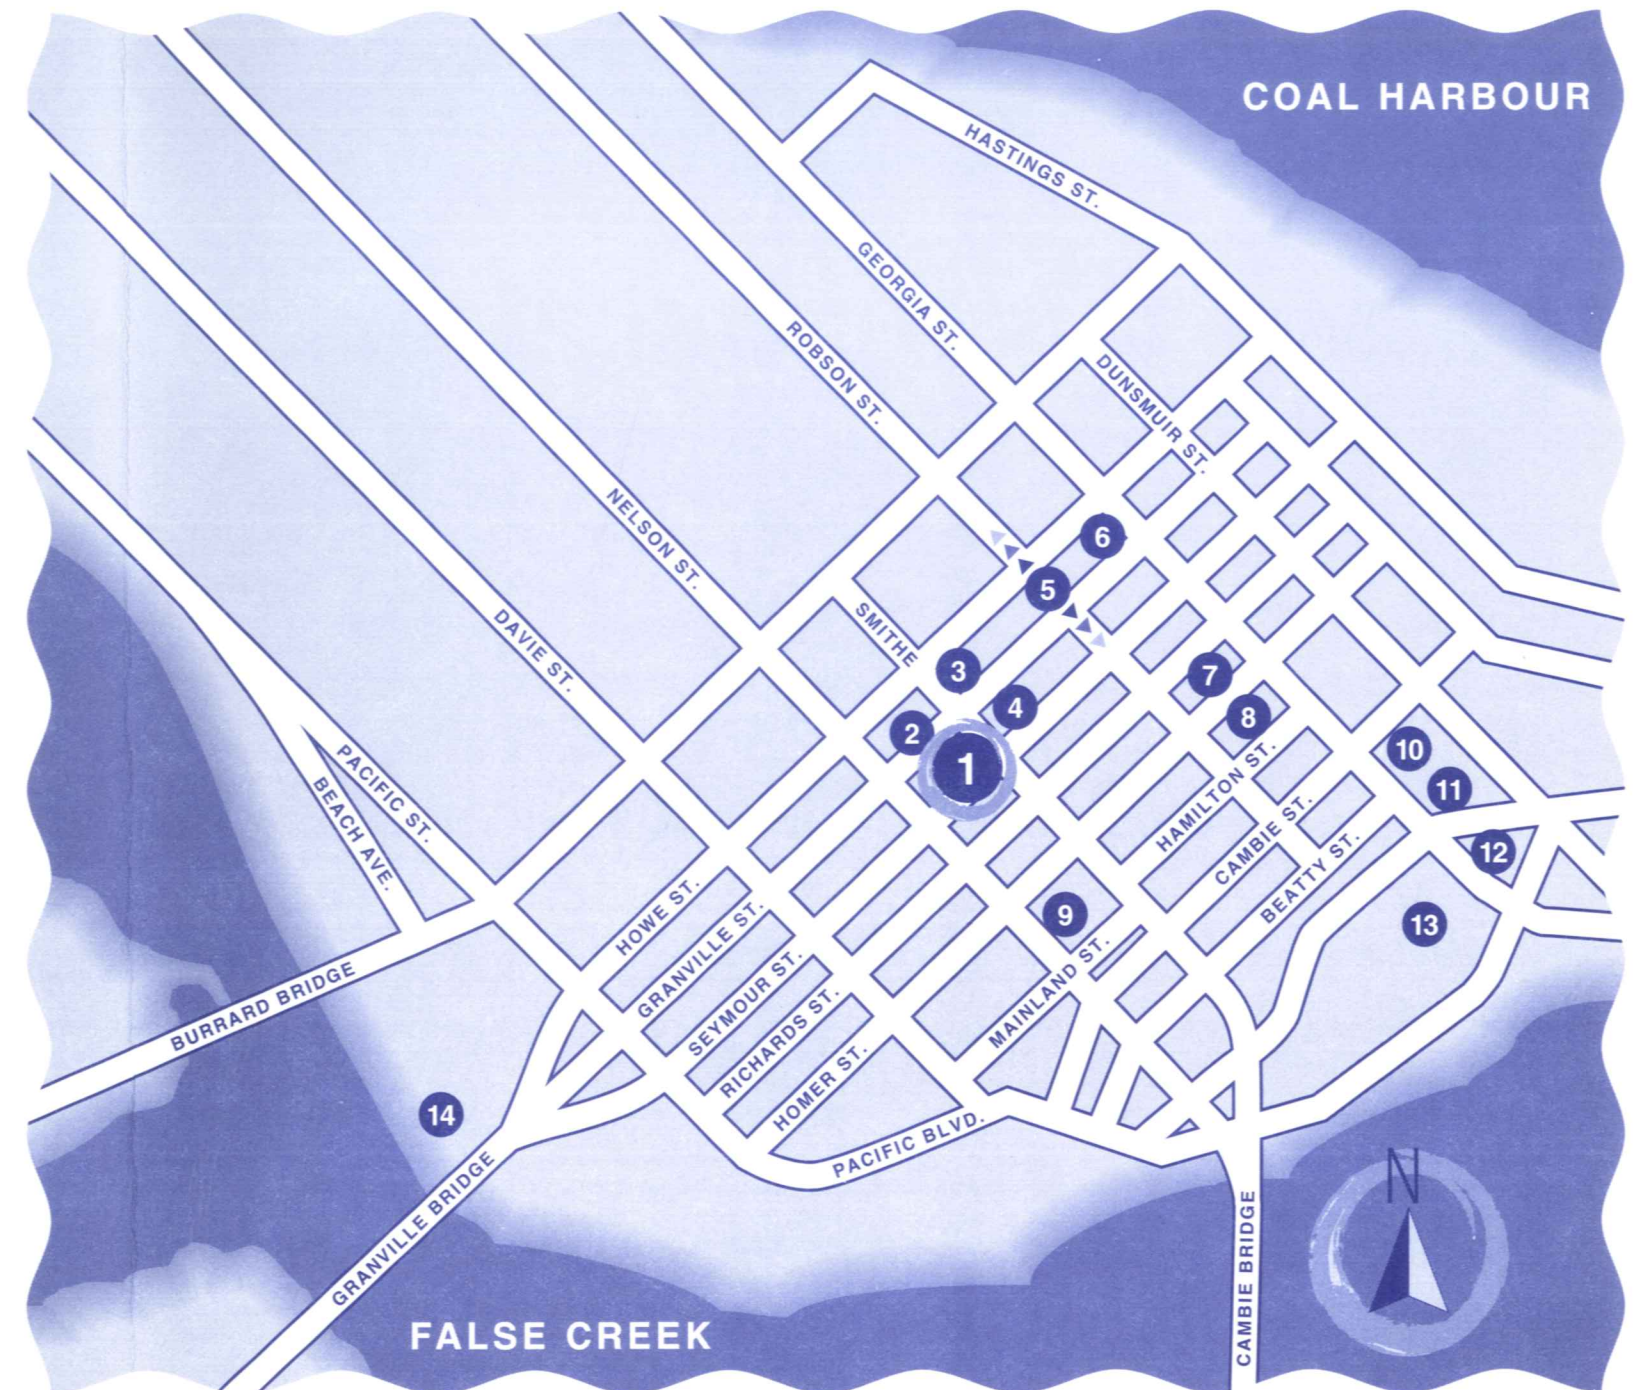 COAL HARBOUR
HASTINGS ST.
GEORGIA ST.
ROBSON ST.
DUNSMUIR ST.
NELSON ST.
SMITHE
DAVIE ST.
6
5
3
4
2
1
7
8
PACIFIC ST.
BEACH AVE.
HAMILTON ST.
CAMBIE ST.
BEATTY ST.
10
11
12
13
9
HOWE ST.
GRANVILLE ST.
SEYMOUR ST.
RICHARDS ST.
HOMER ST.
MAINLAND ST.
BURRARD BRIDGE
14
PACIFIC BLVD.
GRANVILLE BRIDGE
CAMBIE BRIDGE
N
FALSE CREEK